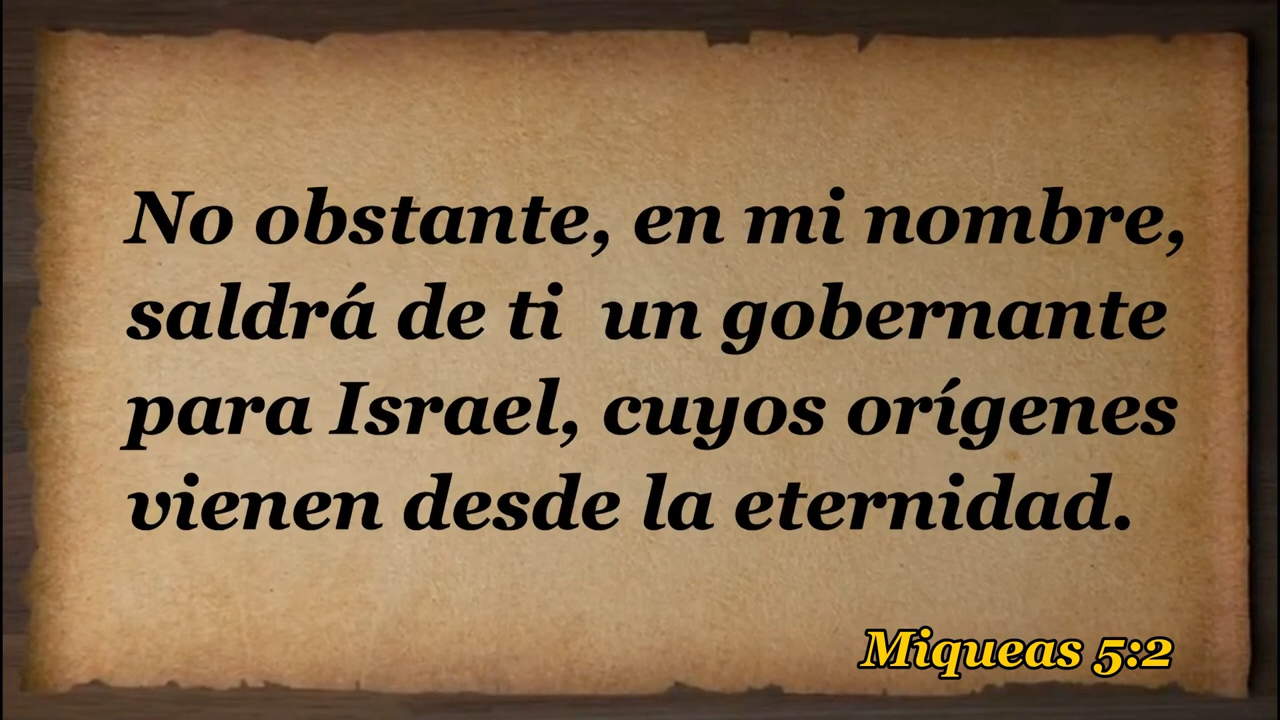 No obstante, en mi nombre,
saldrá de ti un gobernante
para Israel, cuyos orígenes
vienen desde la eternidad.
Miqueas 5:2